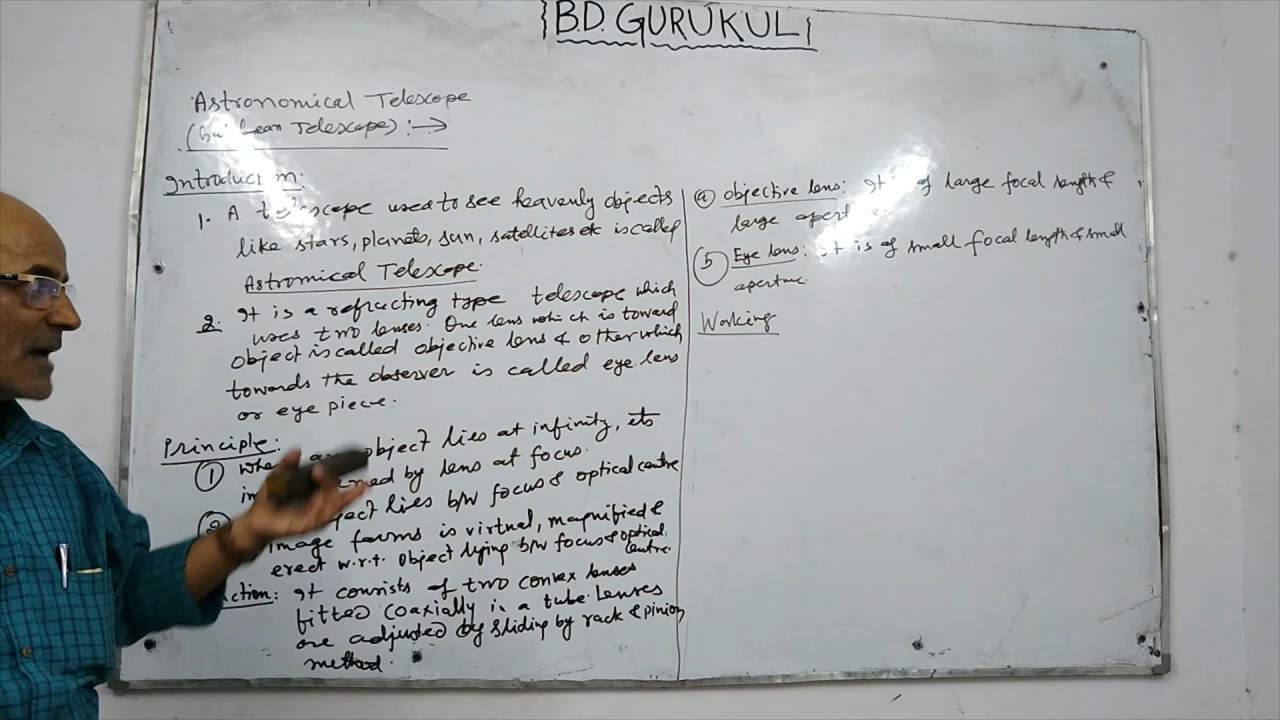 B.D. GURUKUL
Astronomical Telescope
Telescope) :→
Introduct n:
1. A telescope used to see heavenly objects
like stars, planets, sun, satellites etc is called
Astromical Telescope.
2. It is a refracting type telescope which
uses two lenses. One lens which is toward
object is called objective lens & other which
towards the observer is called eye lens
or eye piece.
Principle:
① object lies at infinity, its
by lens at focus.
lies b/w focus & optical centre
image forms is virtual, magnified &
erect w.r.t. object lying b/w focus & optical
centre.
ction: It consists of two convex lenses
fitted coaxially in a tube. Lenses
are adjusted by sliding by rack & pinion
method.
ⓐ objective lens: of large focal length &
large
⑤ Eye lens: it is of small focal length & small
aperture
Working